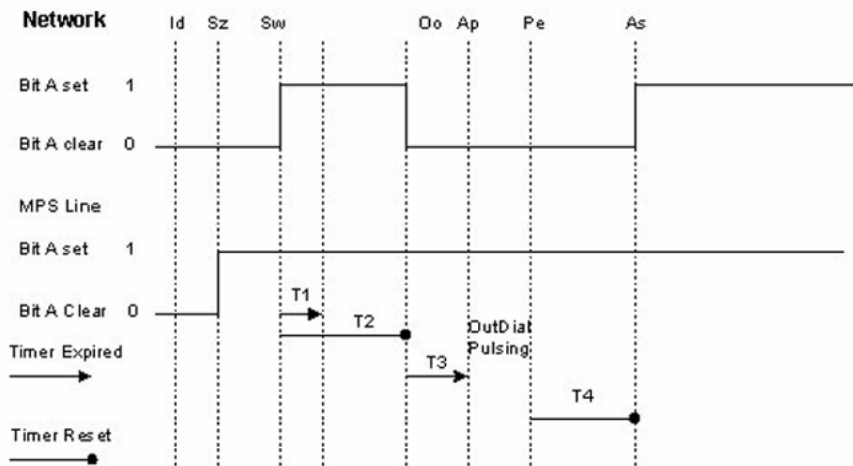 Network
Id Sz Sw Oo Ap Pe As
Bit A set 1
Bit A clear 0
MPS Line
Bit A set 1
Bit A Clear 0
T1
T2
OutDial
Pulsing
Timer Expired
T3
T4
Timer Reset